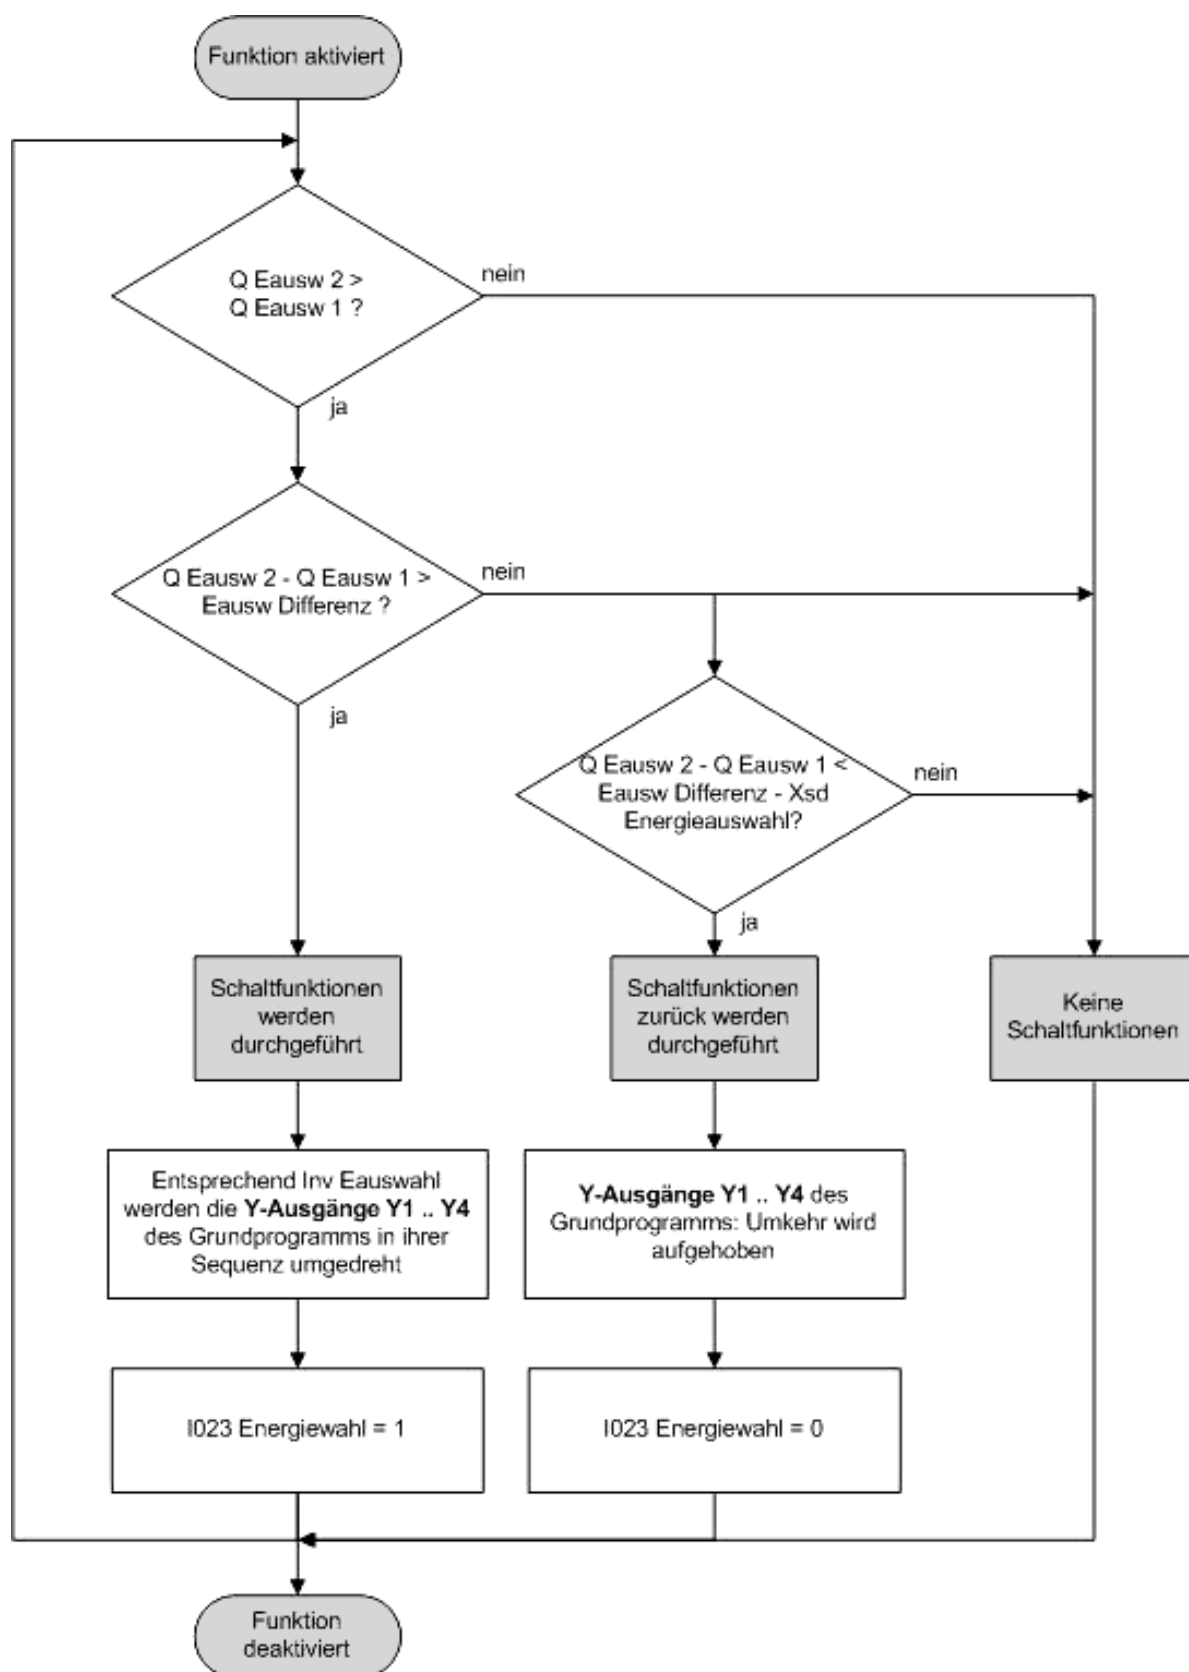 Funktion aktiviert
Q Eausw 2 >
Q Eausw 1 ?
nein
ja
Q Eausw 2 - Q Eausw 1 >
Eausw Differenz ?
nein
ja
Q Eausw 2 - Q Eausw 1 <
Eausw Differenz - Xsd
Energieauswahl?
nein
ja
Schaltfunktionen
werden
durchgeführt
Schaltfunktionen
zurück werden
durchgeführt
Keine
Schaltfunktionen
Entsprechend Inv Eauswahl
werden die Y-Ausgänge Y1 .. Y4
des Grundprogramms in ihrer
Sequenz umgedreht
Y-Ausgänge Y1 .. Y4 des
Grundprogramms: Umkehr wird
aufgehoben
I023 Energiewahl = 1
I023 Energiewahl = 0
Funktion
deaktiviert